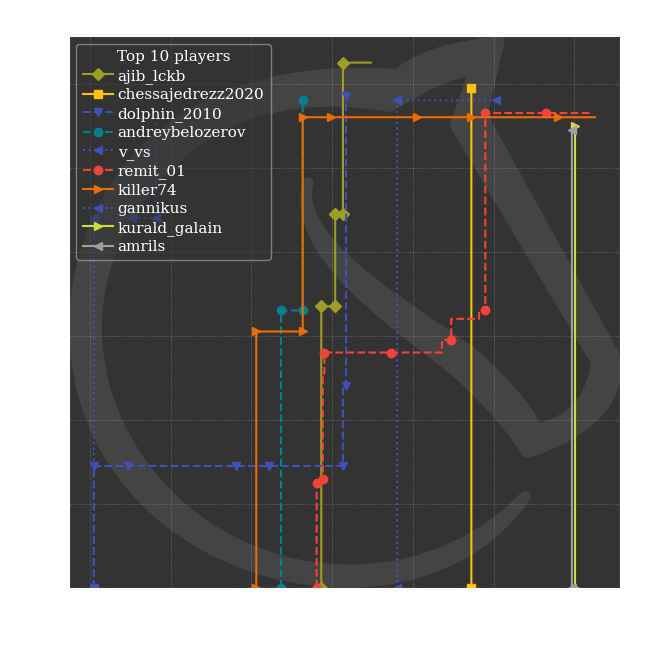 Top 10 players
ajib_lckb
chessajedrezz2020
dolphin_2010
andreybelozerov
v_vs
remit_01
killer74
gannikus
kurald_galain
amrils